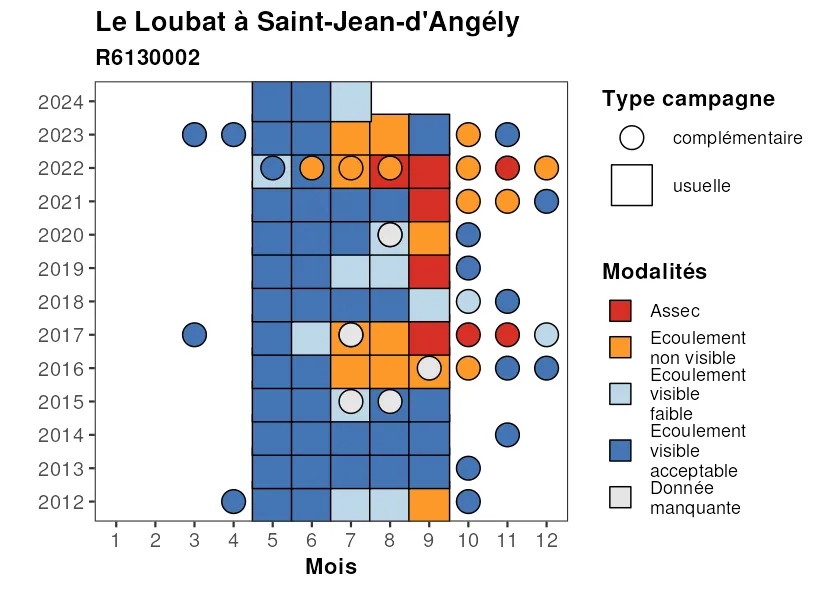 Le Loubat à Saint-Jean-d'Angély
R6130002
2024
2023
2022
2021
2020
2019
2018
2017
2016
2015
2014
2013
2012
1 2 3 4 5 6 7 8 9 10 11 12
Mois
Type campagne
complémentaire
usuelle
Modalités
Assec
Ecoulement
non visible
Ecoulement
visible
faible
Ecoulement
visible
acceptable
Donnée
manquante